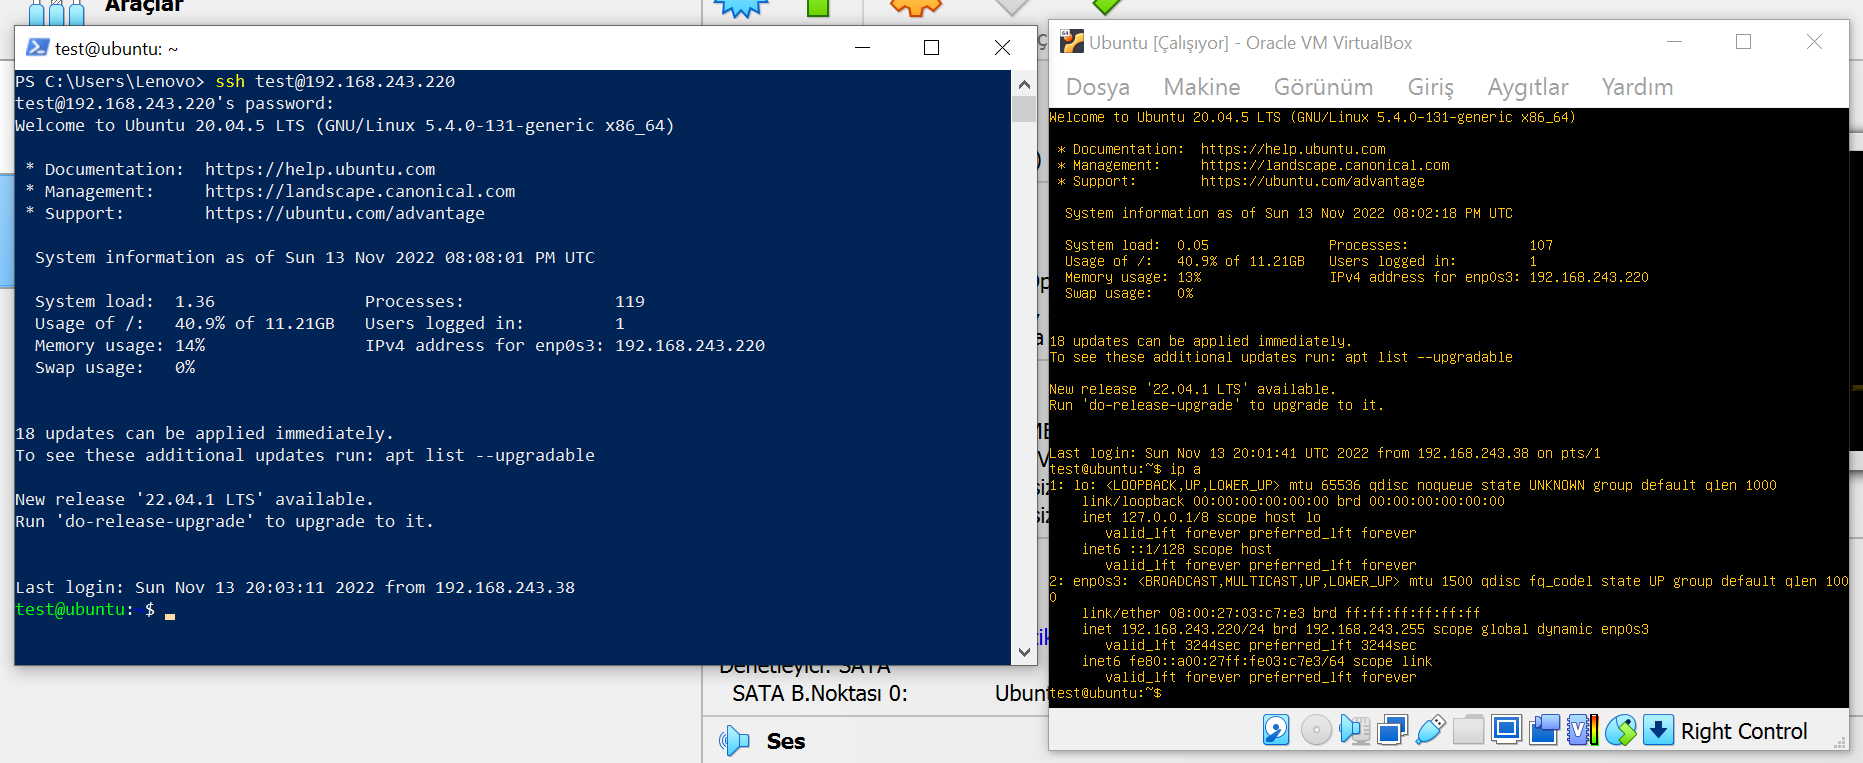 Araçlar
test@ubuntu: ~
PS C:\Users\Lenovo> ssh test@192.168.243.220
test@192.168.243.220's password:
Welcome to Ubuntu 20.04.5 LTS (GNU/Linux 5.4.0-131-generic x86_64)
* Documentation:  https://help.ubuntu.com
* Management:     https://landscape.canonical.com
* Support:        https://ubuntu.com/advantage
System information as of Sun 13 Nov 2022 08:08:01 PM UTC
System load:  1.36               Processes:               119
Usage of /:   40.9% of 11.21GB   Users logged in:         1
Memory usage: 14%                IPv4 address for enp0s3: 192.168.243.220
Swap usage:   0%
18 updates can be applied immediately.
To see these additional updates run: apt list --upgradable
New release '22.04.1 LTS' available.
Run 'do-release-upgrade' to upgrade to it.
Last login: Sun Nov 13 20:03:11 2022 from 192.168.243.38
test@ubuntu:~$
Denetleyici: SATA
SATA B.Noktası 0:
Ses
Ubuntu [Çalışıyor] - Oracle VM VirtualBox
Dosya Makine Görünüm Giriş Aygıtlar Yardım
Welcome to Ubuntu 20.04.5 LTS (GNU/Linux 5.4.0-131-generic x86_64)
* Documentation:  https://help.ubuntu.com
* Management:     https://landscape.canonical.com
* Support:        https://ubuntu.com/advantage
System information as of Sun 13 Nov 2022 08:02:18 PM UTC
System load:  0.05               Processes:               107
Usage of /:   40.9% of 11.21GB   Users logged in:         1
Memory usage: 13%                IPv4 address for enp0s3: 192.168.243.220
Swap usage:   0%
18 updates can be applied immediately.
To see these additional updates run: apt list --upgradable
New release '22.04.1 LTS' available.
Run 'do-release-upgrade' to upgrade to it.
Last login: Sun Nov 13 20:01:41 UTC 2022 from 192.168.243.38 on pts/1
test@ubuntu:~$ ip a
1: lo: <LOOPBACK,UP,LOWER_UP> mtu 65536 qdisc noqueue state UNKNOWN group default qlen 1000
link/loopback 00:00:00:00:00:00 brd 00:00:00:00:00:00
inet 127.0.0.1/8 scope host lo
valid_lft forever preferred_lft forever
inet6 ::1/128 scope host
valid_lft forever preferred_lft forever
2: enp0s3: <BROADCAST,MULTICAST,UP,LOWER_UP> mtu 1500 qdisc fq_codel state UP group default qlen 100
0
link/ether 08:00:27:03:c7:e3 brd ff:ff:ff:ff:ff:ff
inet 192.168.243.220/24 brd 192.168.243.255 scope global dynamic enp0s3
valid_lft 3244sec preferred_lft 3244sec
inet6 fe80::a00:27ff:fe03:c7e3/64 scope link
valid_lft forever preferred_lft forever
test@ubuntu:~$
Right Control